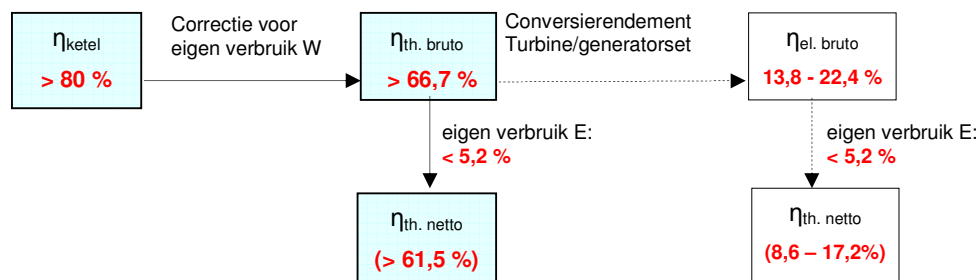 ηketel
> 80 %
Correctie voor
eigen verbruik W
ηth. bruto
> 66,7 %
Conversierendement
Turbine/generatorset
ηel. bruto
13,8 - 22,4 %
eigen verbruik E:
< 5,2 %
eigen verbruik E:
< 5,2 %
ηth. netto
(> 61,5 %)
ηth. netto
(8,6 – 17,2%)